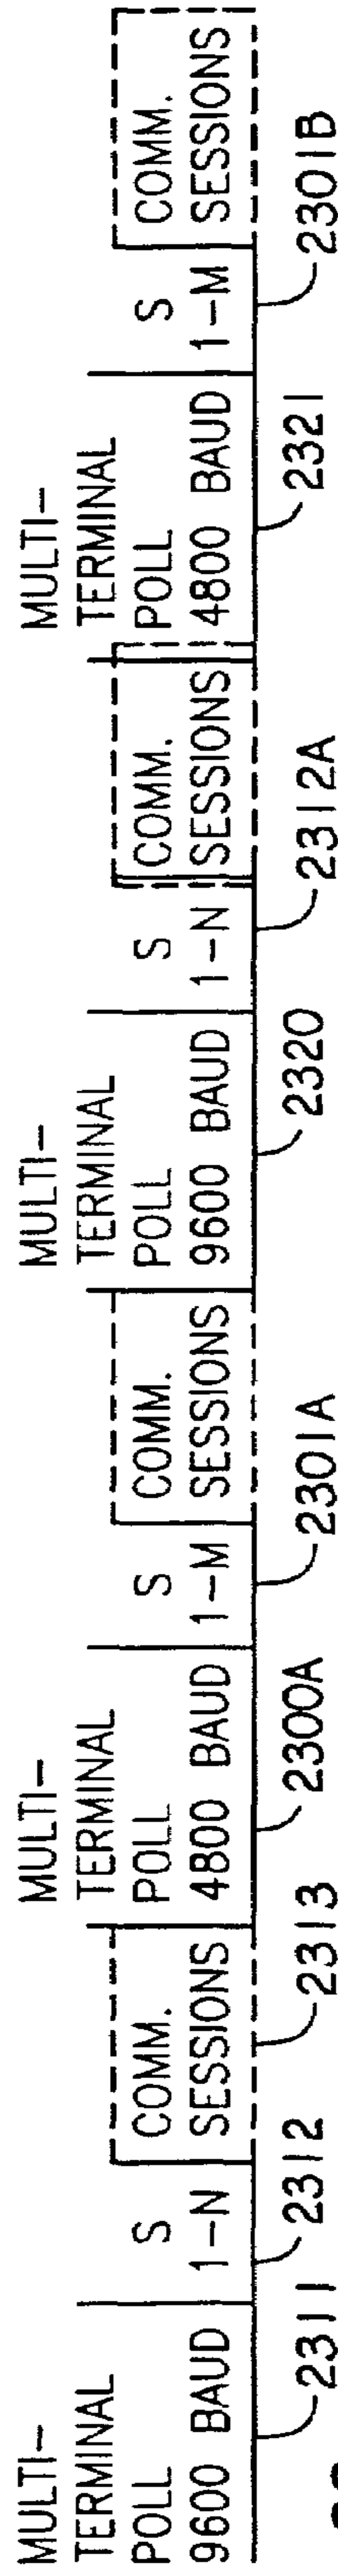 MULTI-
TERMINAL
POLL
9600 BAUD
2311
S
1-N
2312
COMM.
SESSIONS
2313
MULTI-
TERMINAL
POLL
4800 BAUD
2300A
S
1-M
2301A
COMM.
SESSIONS
MULTI-
TERMINAL
POLL
9600 BAUD
2320
S
1-N
2312A
COMM.
SESSIONS
MULTI-
TERMINAL
POLL
4800 BAUD
2321
S
1-M
2301B
COMM.
SESSIONS